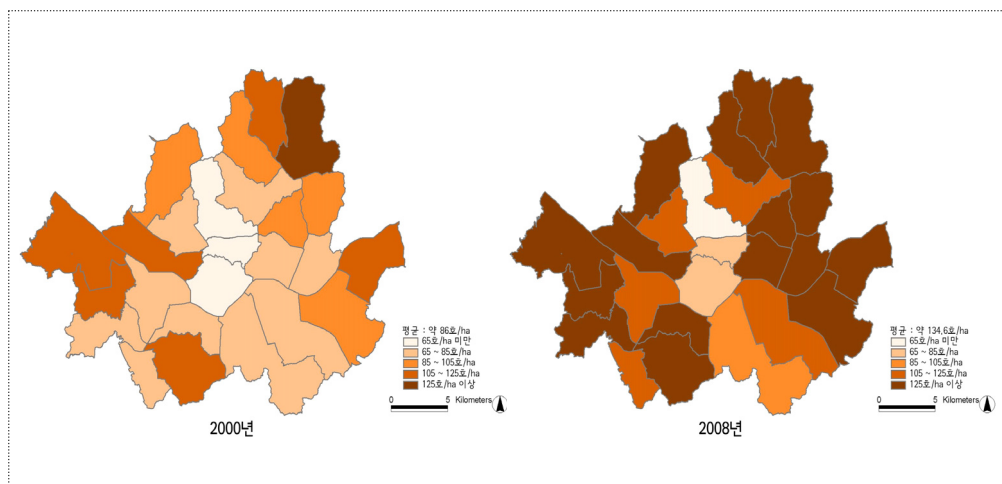 평균 : 약 86호/ha
65호/ha 미만
65 ~ 85호/ha
85 ~ 105호/ha
105 ~ 125호/ha
125호/ha 이상
0 5 Kilometers
2000년
평균 : 약 134,6호/ha
65호/ha 미만
65 ~ 85호/ha
85 ~ 105호/ha
105 ~ 125호/ha
125호/ha 이상
0 5 Kilometers
2008년